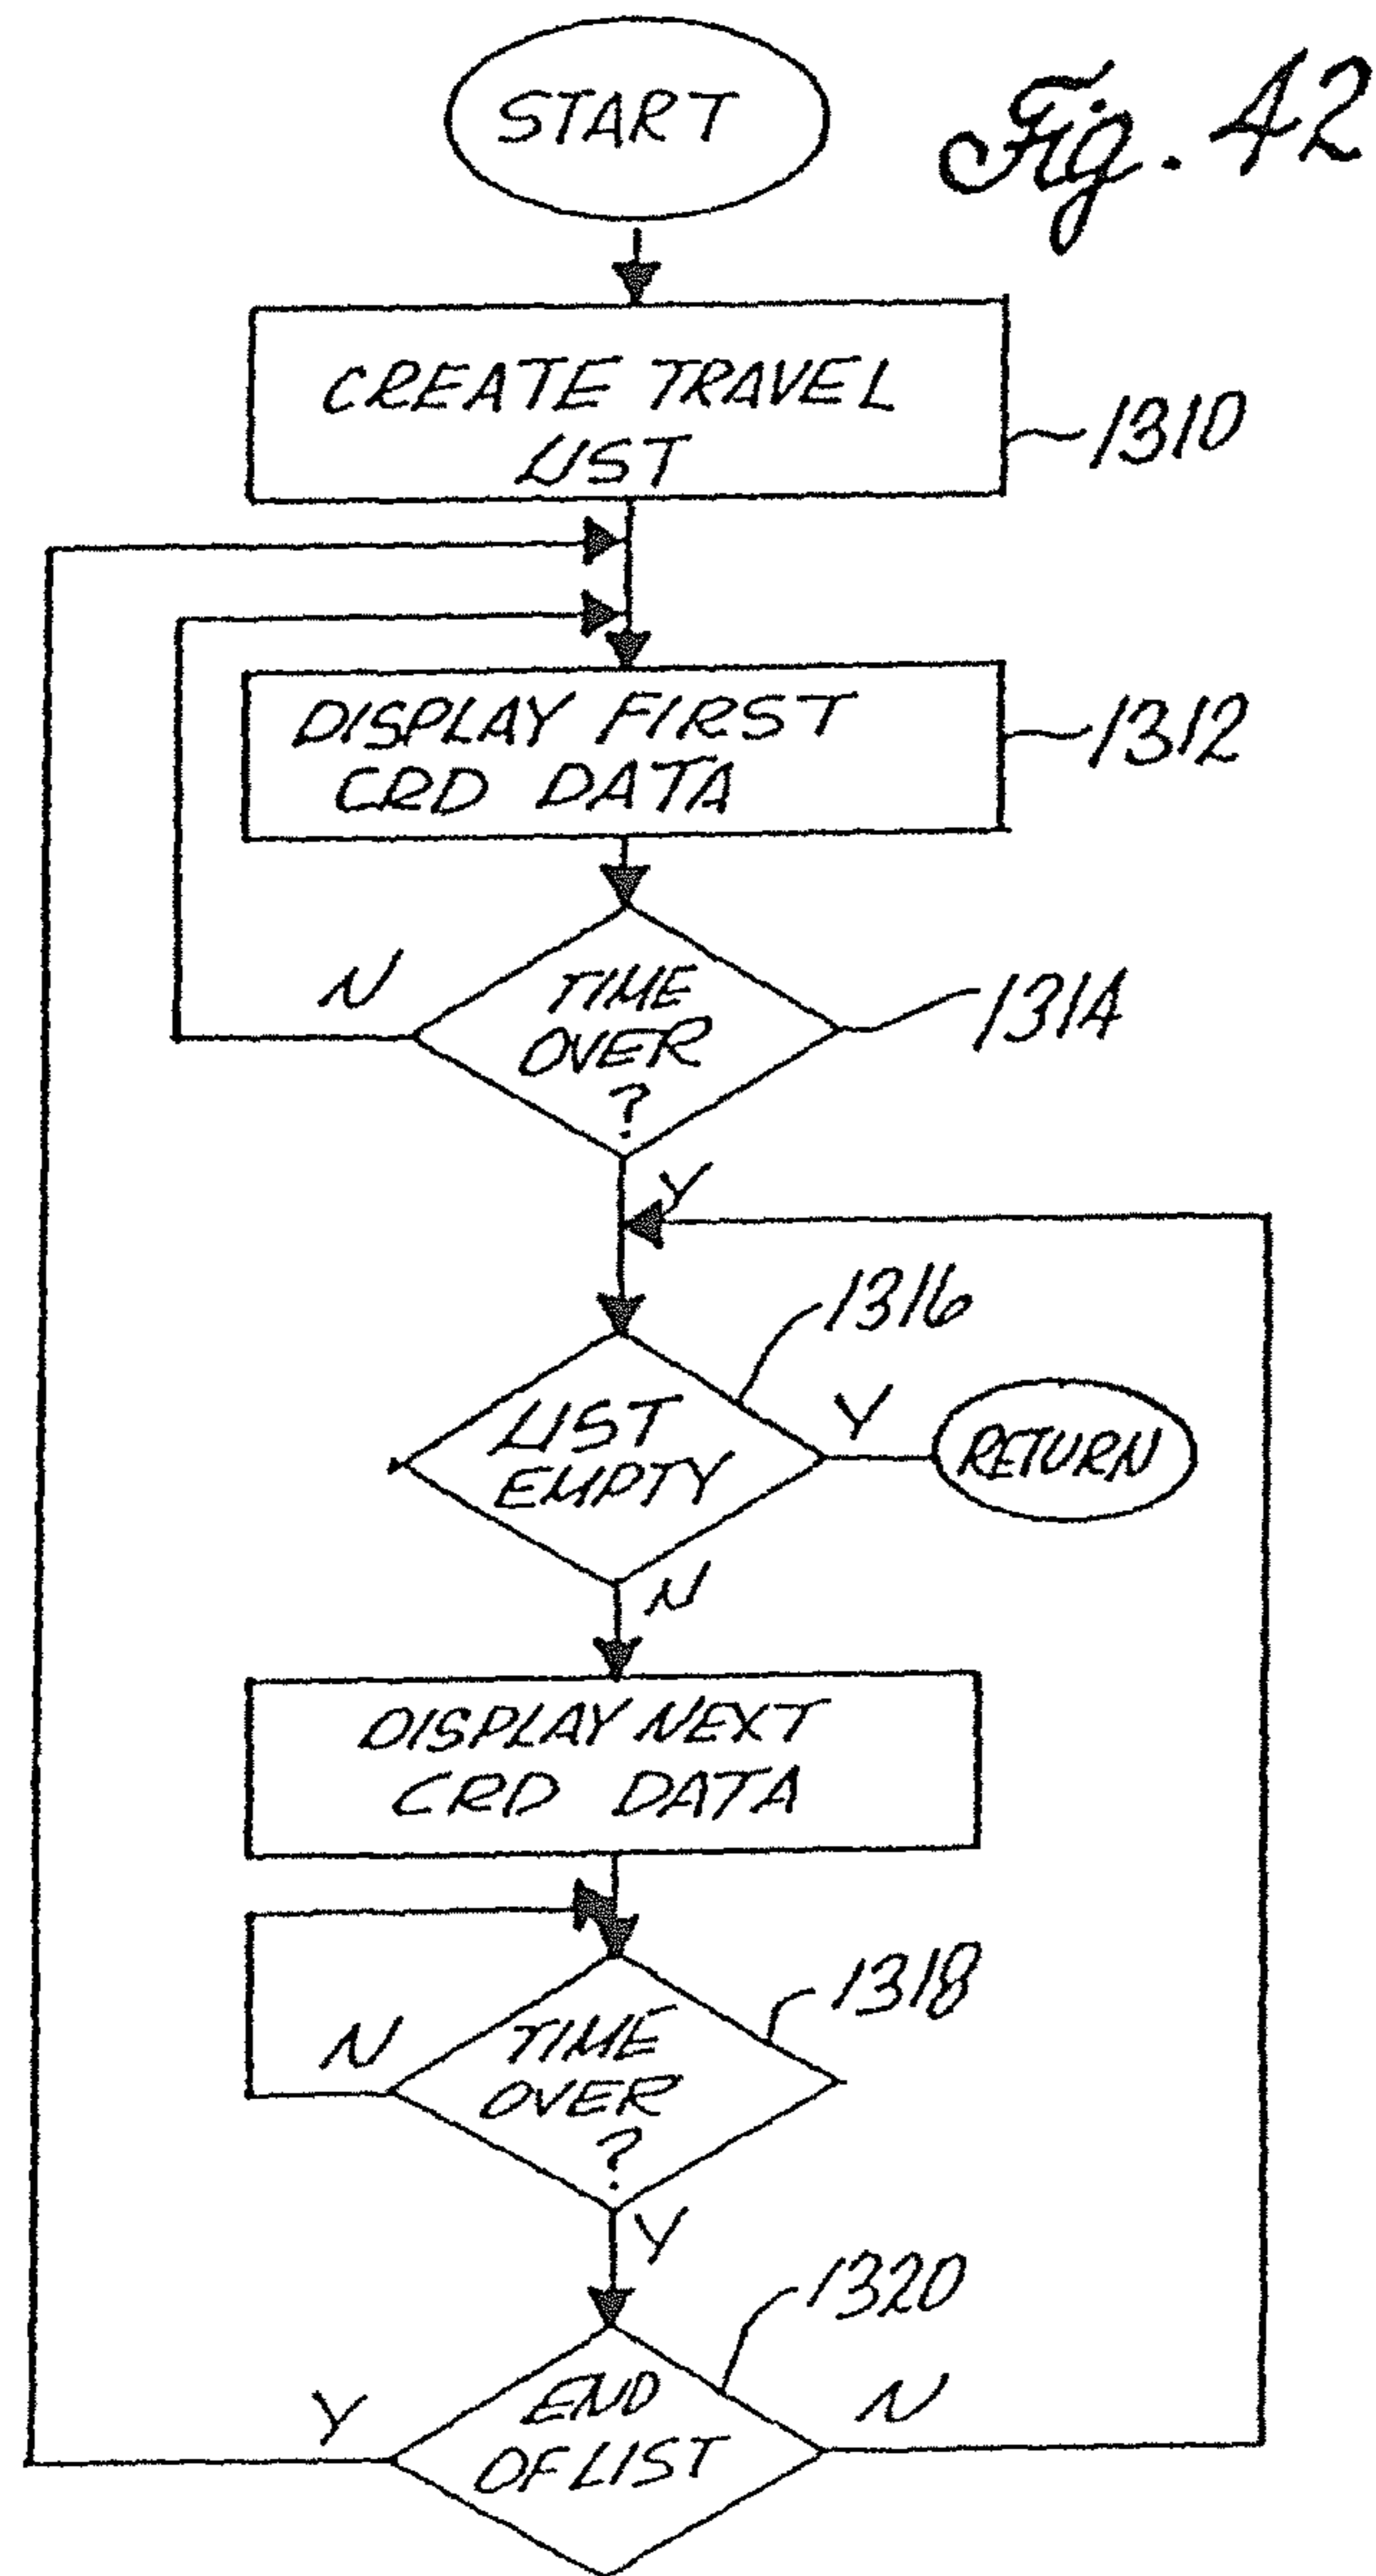 Fig. 42
START
CREATE TRAVEL
LIST
1310
DISPLAY FIRST
CRD DATA
1312
N
TIME
OVER
?
1314
Y
1316
LIST
EMPTY
Y
RETURN
N
DISPLAY NEXT
CRD DATA
1318
N
TIME
OVER
?
Y
1320
Y
END
OF LIST
N